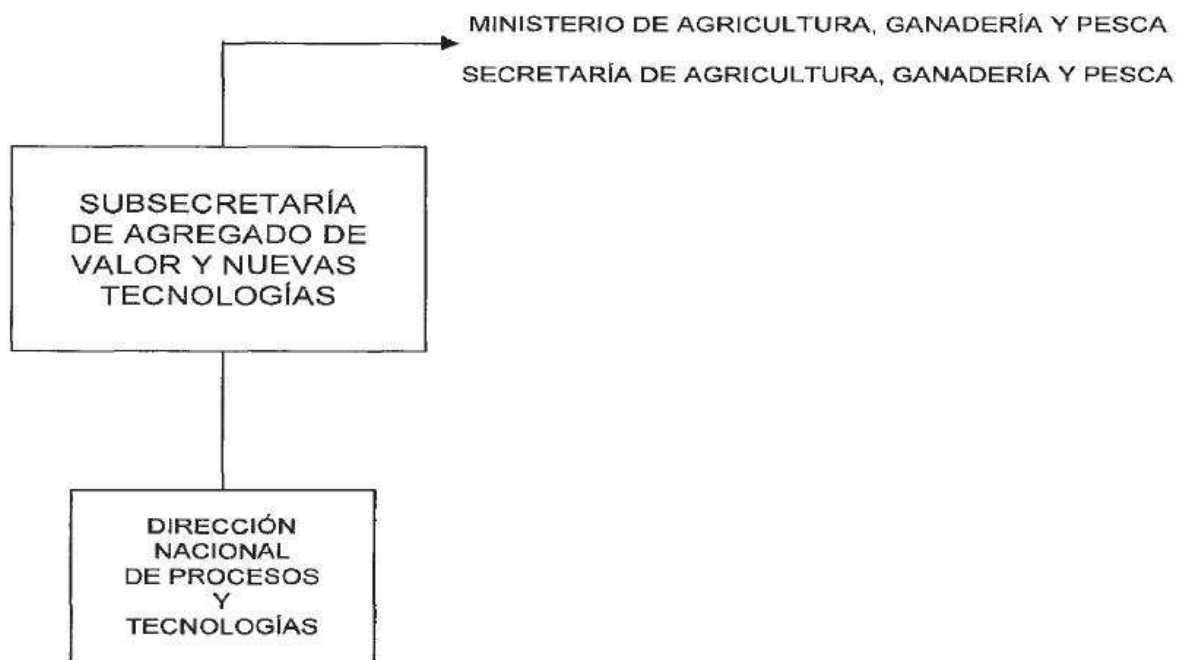 MINISTERIO DE AGRICULTURA, GANADERÍA Y PESCA
SECRETARÍA DE AGRICULTURA, GANADERÍA Y PESCA
SUBSECRETARÍA
DE AGREGADO DE
VALOR Y NUEVAS
TECNOLOGÍAS
DIRECCIÓN
NACIONAL
DE PROCESOS
Y
TECNOLOGÍAS